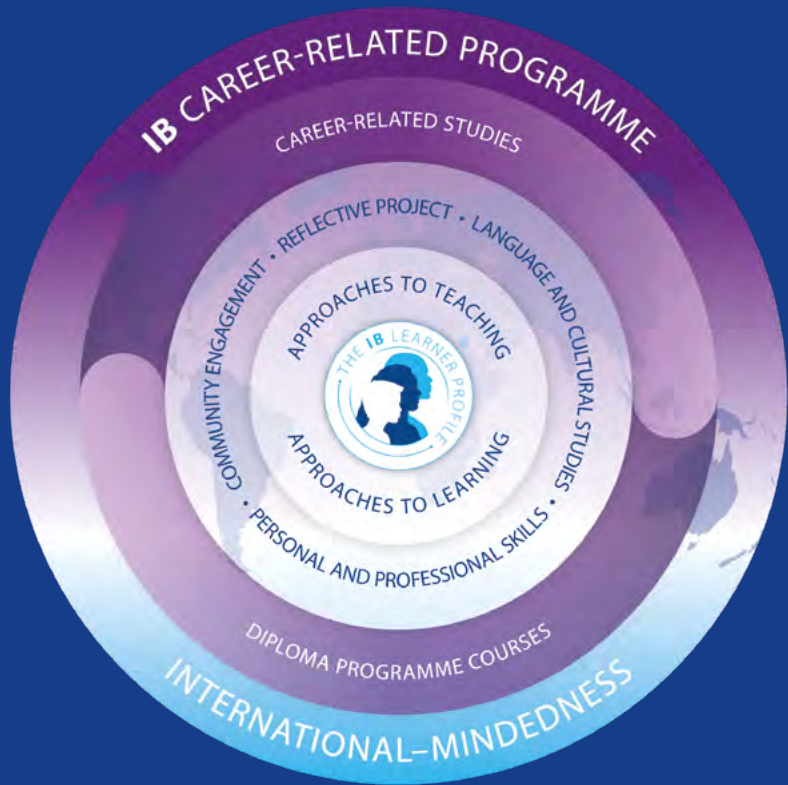 IB CAREER-RELATED PROGRAMME
CAREER-RELATED STUDIES
COMMUNITY ENGAGEMENT • REFLECTIVE PROJECT • LANGUAGE AND CULTURAL STUDIES • PERSONAL AND PROFESSIONAL SKILLS •
APPROACHES TO TEACHING
THE IB LEARNER PROFILE
APPROACHES TO LEARNING
DIPLOMA PROGRAMME COURSES
INTERNATIONAL–MINDEDNESS